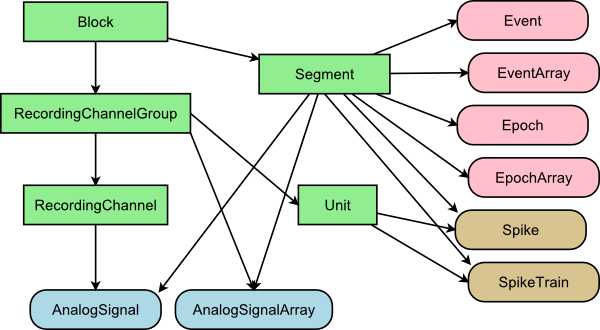 Block
Event
Segment
EventArray
RecordingChannelGroup
Epoch
EpochArray
RecordingChannel
Unit
Spike
AnalogSignal
AnalogSignalArray
SpikeTrain